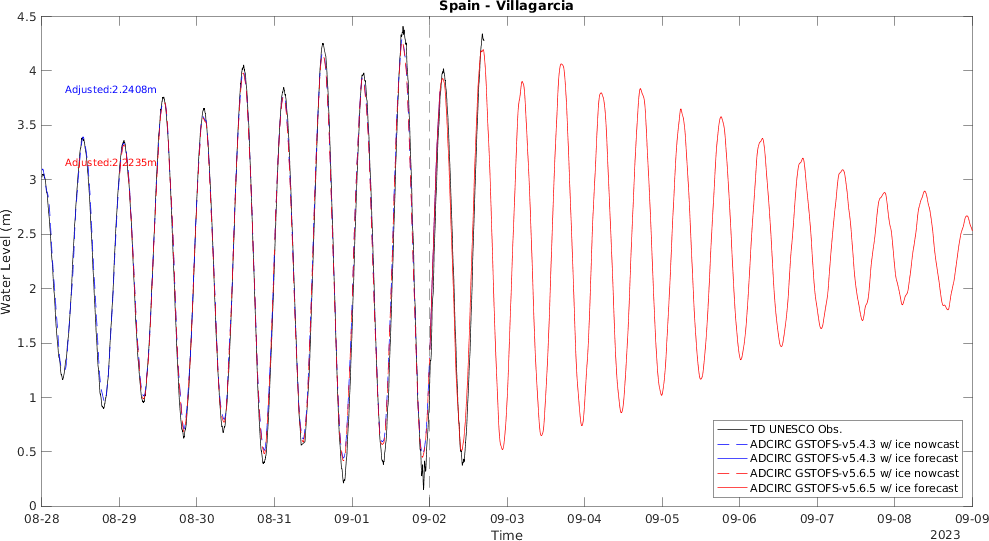 Spain - Villagarcia
4.5
4
3.5
3
2.5
2
1.5
1
0.5
0
Water Level (m)
Adjusted:2.2408m
Adjusted:2.2235m
TD UNESCO Obs.
ADCIRC GSTOFS-v5.4.3 w/ ice nowcast
ADCIRC GSTOFS-v5.4.3 w/ ice forecast
ADCIRC GSTOFS-v5.6.5 w/ ice nowcast
ADCIRC GSTOFS-v5.6.5 w/ ice forecast
08-28 08-29 08-30 08-31 09-01 09-02 09-03 09-04 09-05 09-06 09-07 09-08 09-09
Time
2023